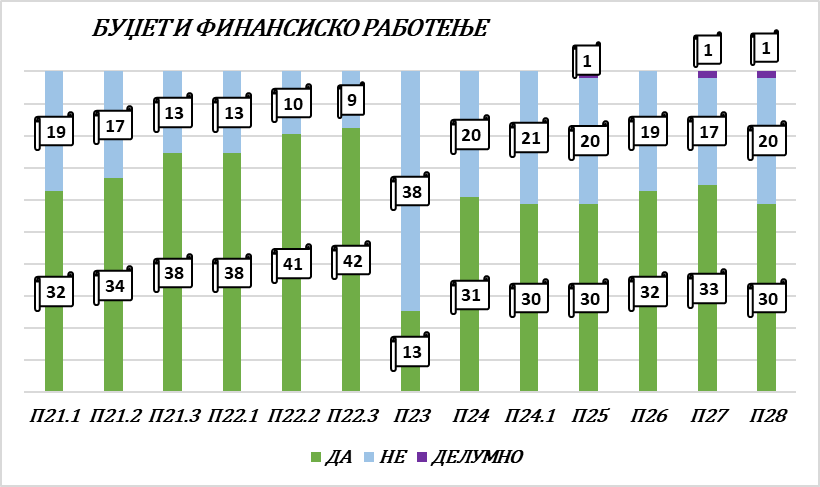 БУЏЕТ И ФИНАНСИСКО РАБОТЕЊЕ
1 1 1
19 17 13 13 10 9 38 20 21 20 19 17 20
32 34 38 38 41 42 13 31 30 30 32 33 30
П21.1 П21.2 П21.3 П22.1 П22.2 П22.3 П23 П24 П24.1 П25 П26 П27 П28
ДА НЕ ДЕЛУМНО